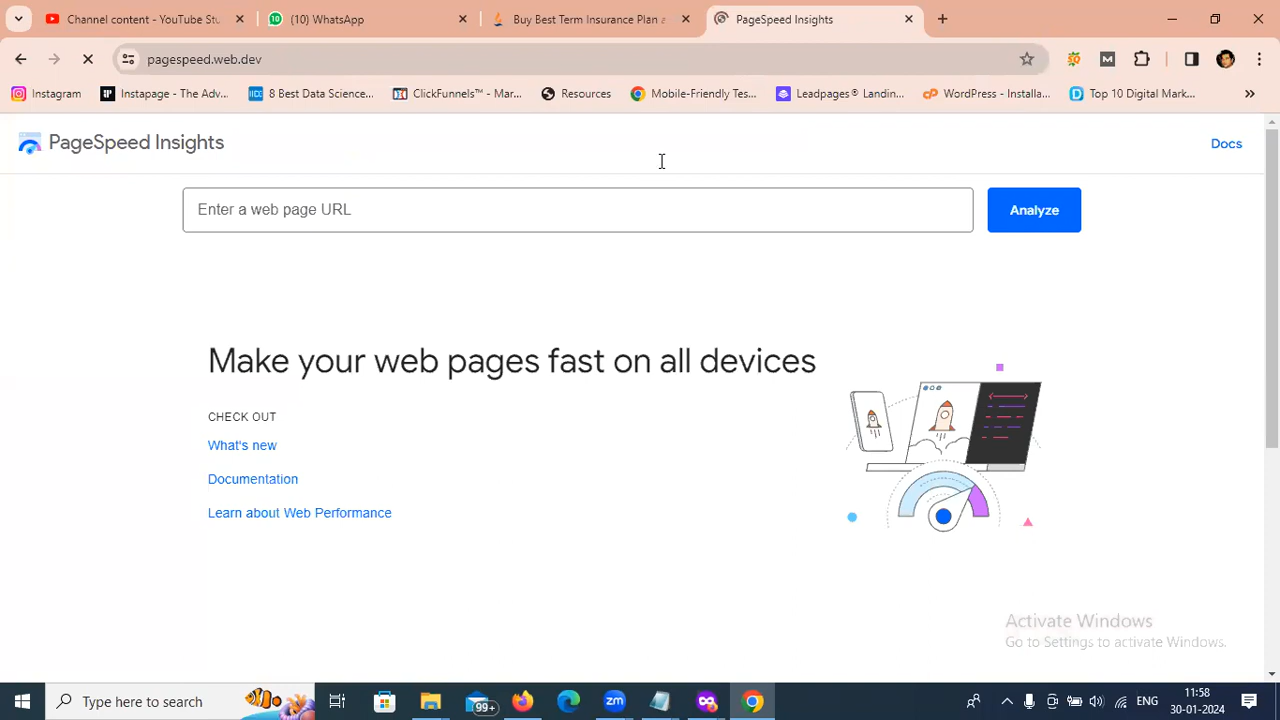 Channel content - YouTube Stu
(10) WhatsApp
Buy Best Term Insurance Plan a
PageSpeed Insights
pagespeed.web.dev
Instagram
Instapage - The Adv...
8 Best Data Science...
ClickFunnels™ - Mar...
Resources
Mobile-Friendly Tes...
Leadpages® Landin...
WordPress - Installa...
Top 10 Digital Mark...
PageSpeed Insights
Docs
Enter a web page URL
Analyze
Make your web pages fast on all devices
CHECK OUT
What's new
Documentation
Learn about Web Performance
Activate Windows
Go to Settings to activate Windows.
Type here to search
99+
ENG
11:58
30-01-2024